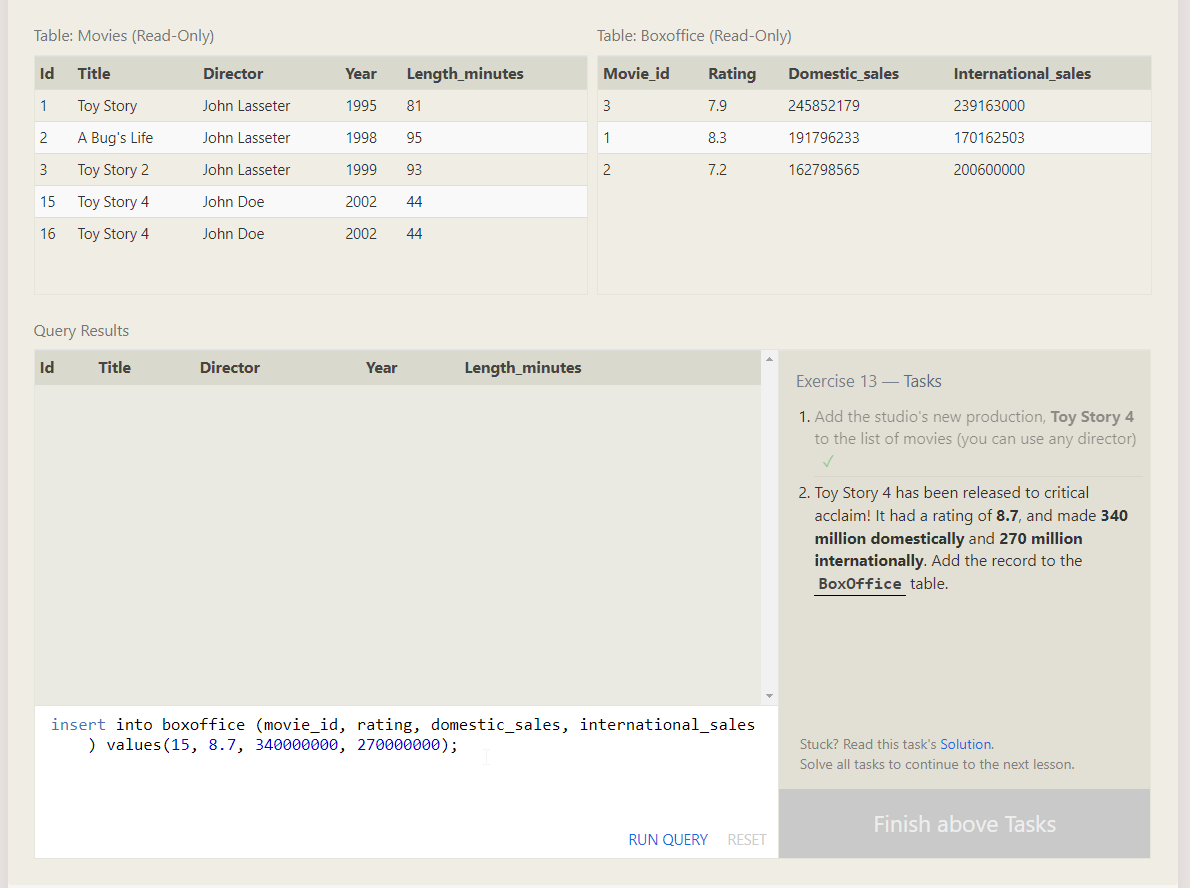 Table: Movies (Read-Only)
Id Title Director Year Length_minutes
1 Toy Story John Lasseter 1995 81
2 A Bug's Life John Lasseter 1998 95
3 Toy Story 2 John Lasseter 1999 93
15 Toy Story 4 John Doe 2002 44
16 Toy Story 4 John Doe 2002 44
Table: Boxoffice (Read-Only)
Movie_id Rating Domestic_sales International_sales
3 7.9 245852179 239163000
1 8.3 191796233 170162503
2 7.2 162798565 200600000
Query Results
Id Title Director Year Length_minutes
insert into boxoffice (movie_id, rating, domestic_sales, international_sales
) values(15, 8.7, 340000000, 270000000);
RUN QUERY RESET
Exercise 13 — Tasks
1. Add the studio's new production, Toy Story 4
to the list of movies (you can use any director)
✓
2. Toy Story 4 has been released to critical
acclaim! It had a rating of 8.7, and made 340
million domestically and 270 million
internationally. Add the record to the
BoxOffice table.
Stuck? Read this task's Solution.
Solve all tasks to continue to the next lesson.
Finish above Tasks